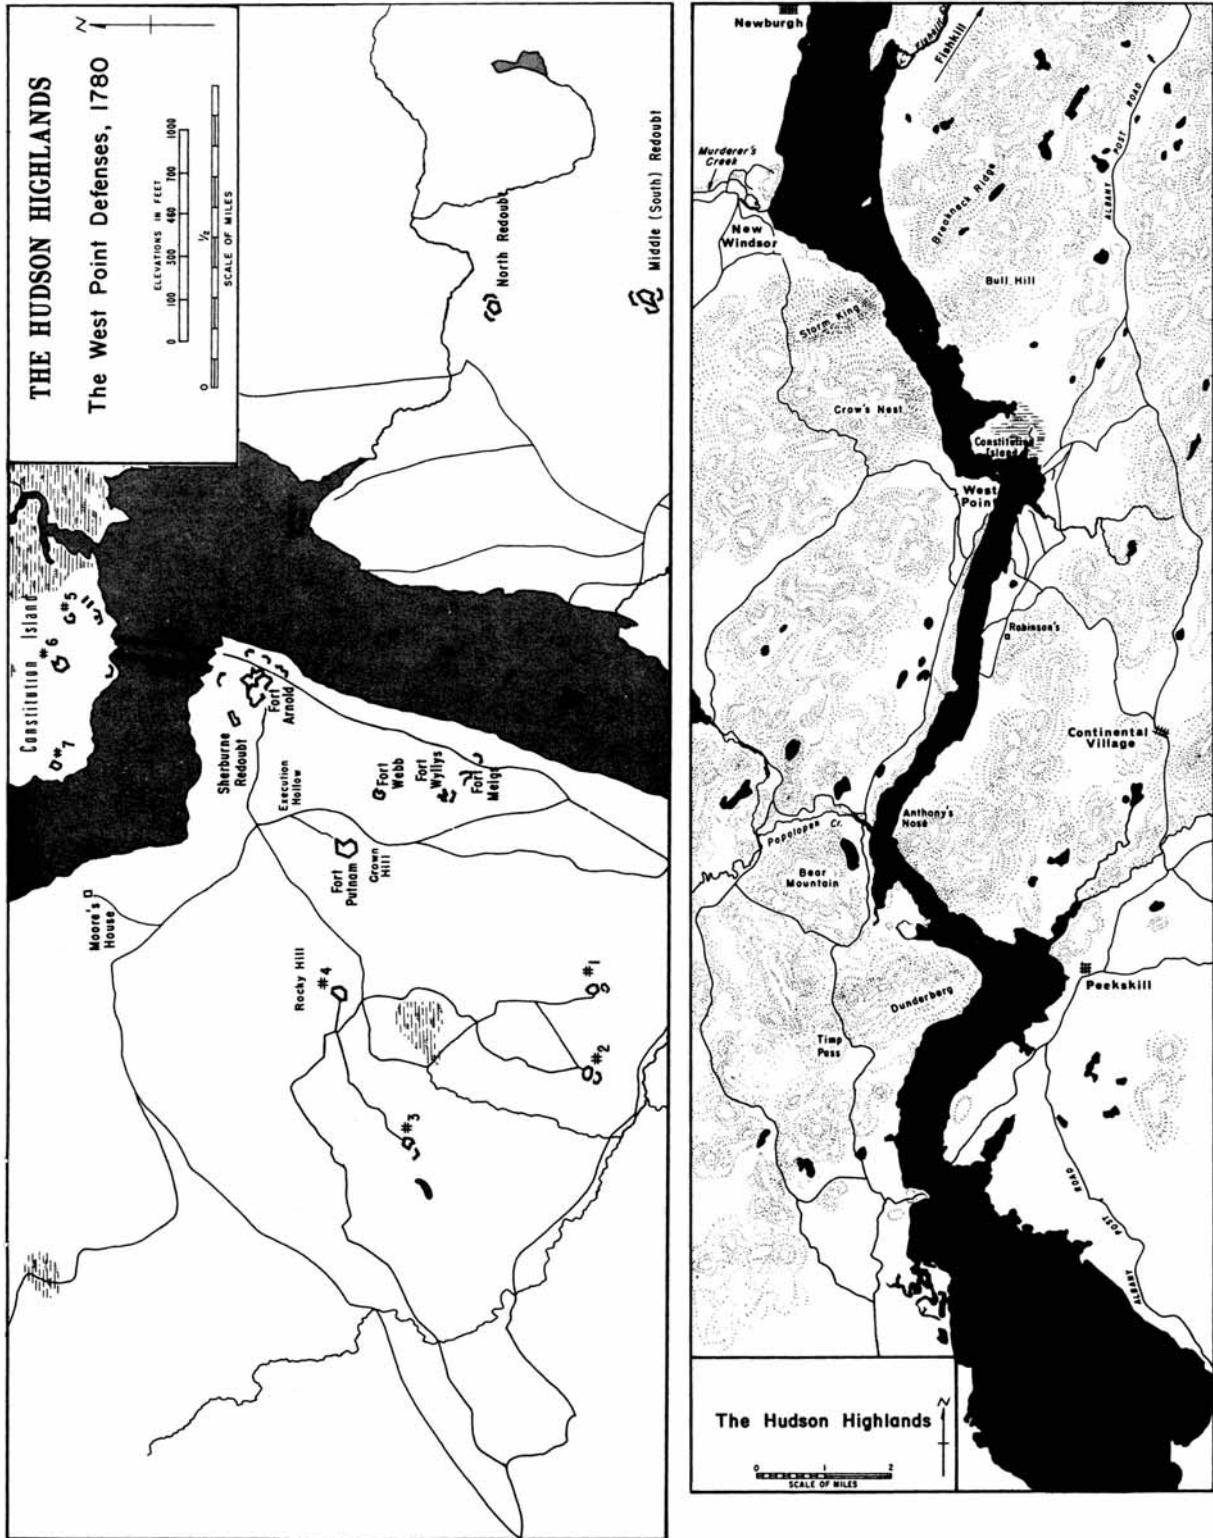 THE HUDSON HIGHLANDS
The West Point Defenses, 1780
N
ELEVATIONS IN FEET
0 100 300 460 700 1000
0 1/2
SCALE OF MILES
Constitution Island
#5
#6
#7
North Redoubt
Middle (South) Redoubt
Sherburne
Redoubt
Fort
Arnold
Execution
Hollow
Fort
Webb
Fort
Wyllys
Fort
Meigs
Fort
Putnam
Crown
Hill
Moore's
House
Rocky Hill
#4
#1
#2
#3
Newburgh
Fishkill
Murderer's
Creek
New
Windsor
Breakneck Ridge
ALBANY POST ROAD
Storm King
Bull Hill
Crow's Nest
Constitution
Island
West
Point
Robinson's
Continental
Village
Anthony's
Nose
Popolopen Cr.
Bear
Mountain
Dunderberg
Peekskill
Timp
Pass
ALBANY POST ROAD
The Hudson Highlands
N
0 1 2
SCALE OF MILES